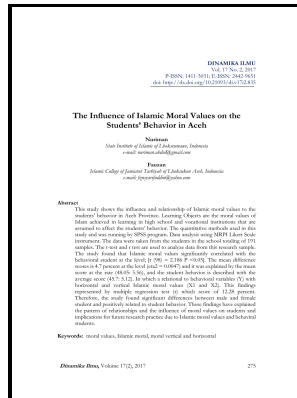 DINAMIKA ILMU
Vol. 17 No. 2, 2017
P-ISSN: 1411-3031; E-ISSN: 2442-9651
doi: http://dx.doi.org/10.21093/di.v17i2.835
The Influence of Islamic Moral Values on the
Students' Behavior in Aceh
Nuriman
State Institute of Islamic of Lhokseumawe, Indonesia
e-mail: nuriman.abdul@gmail.com
Fauzan
Islamic College of Jamiatut Tarbiyah of Lhoksukon Aceh, Indonesia
Abstract
This study shows the influence and relationship of Islamic moral values to the
students' behavior in Aceh Province. Learning Objects are the moral values of
Islam achieved in learning in high school and vocational institutions that are
assumed to affect the students' behavior. The quantitative methods used in this
study and was running by SPSS program. Data analysis using MRPI Likers Scale
instrument. The data were taken from the students in the school totaling of 191
samples. The t-test and r test are used to analyze data from this research sample.
The study found that Islamic moral values significantly correlated with the
behavioral student at the level; [t (98) = 2.186 P <0.05]. The mean difference
scores is 4.7 percent at the level (eta2 = 0.0047) and it was explained by the mean
score at the rate (48.05: 5.56), and the student behavior is described with the
average score (45.7: 5.12). In which a relation to behavioral variables (Y) with
horizontal and vertical Islamic moral values (X1 and X2). This findings
represented by multiple regression test (r) which score of 12.28 percent.
Therefore, the study found significant differences between male and female
student and positively related to student behavior. These findings have explained
the pattern of relationships and the influence of moral values on students and
implications for future research practice due to Islamic moral values and behavioral
students.
Keywords: moral values, Islamic moral, moral vertical and horizontal
Dinamika Ilmu, Volume 17(2), 2017 275